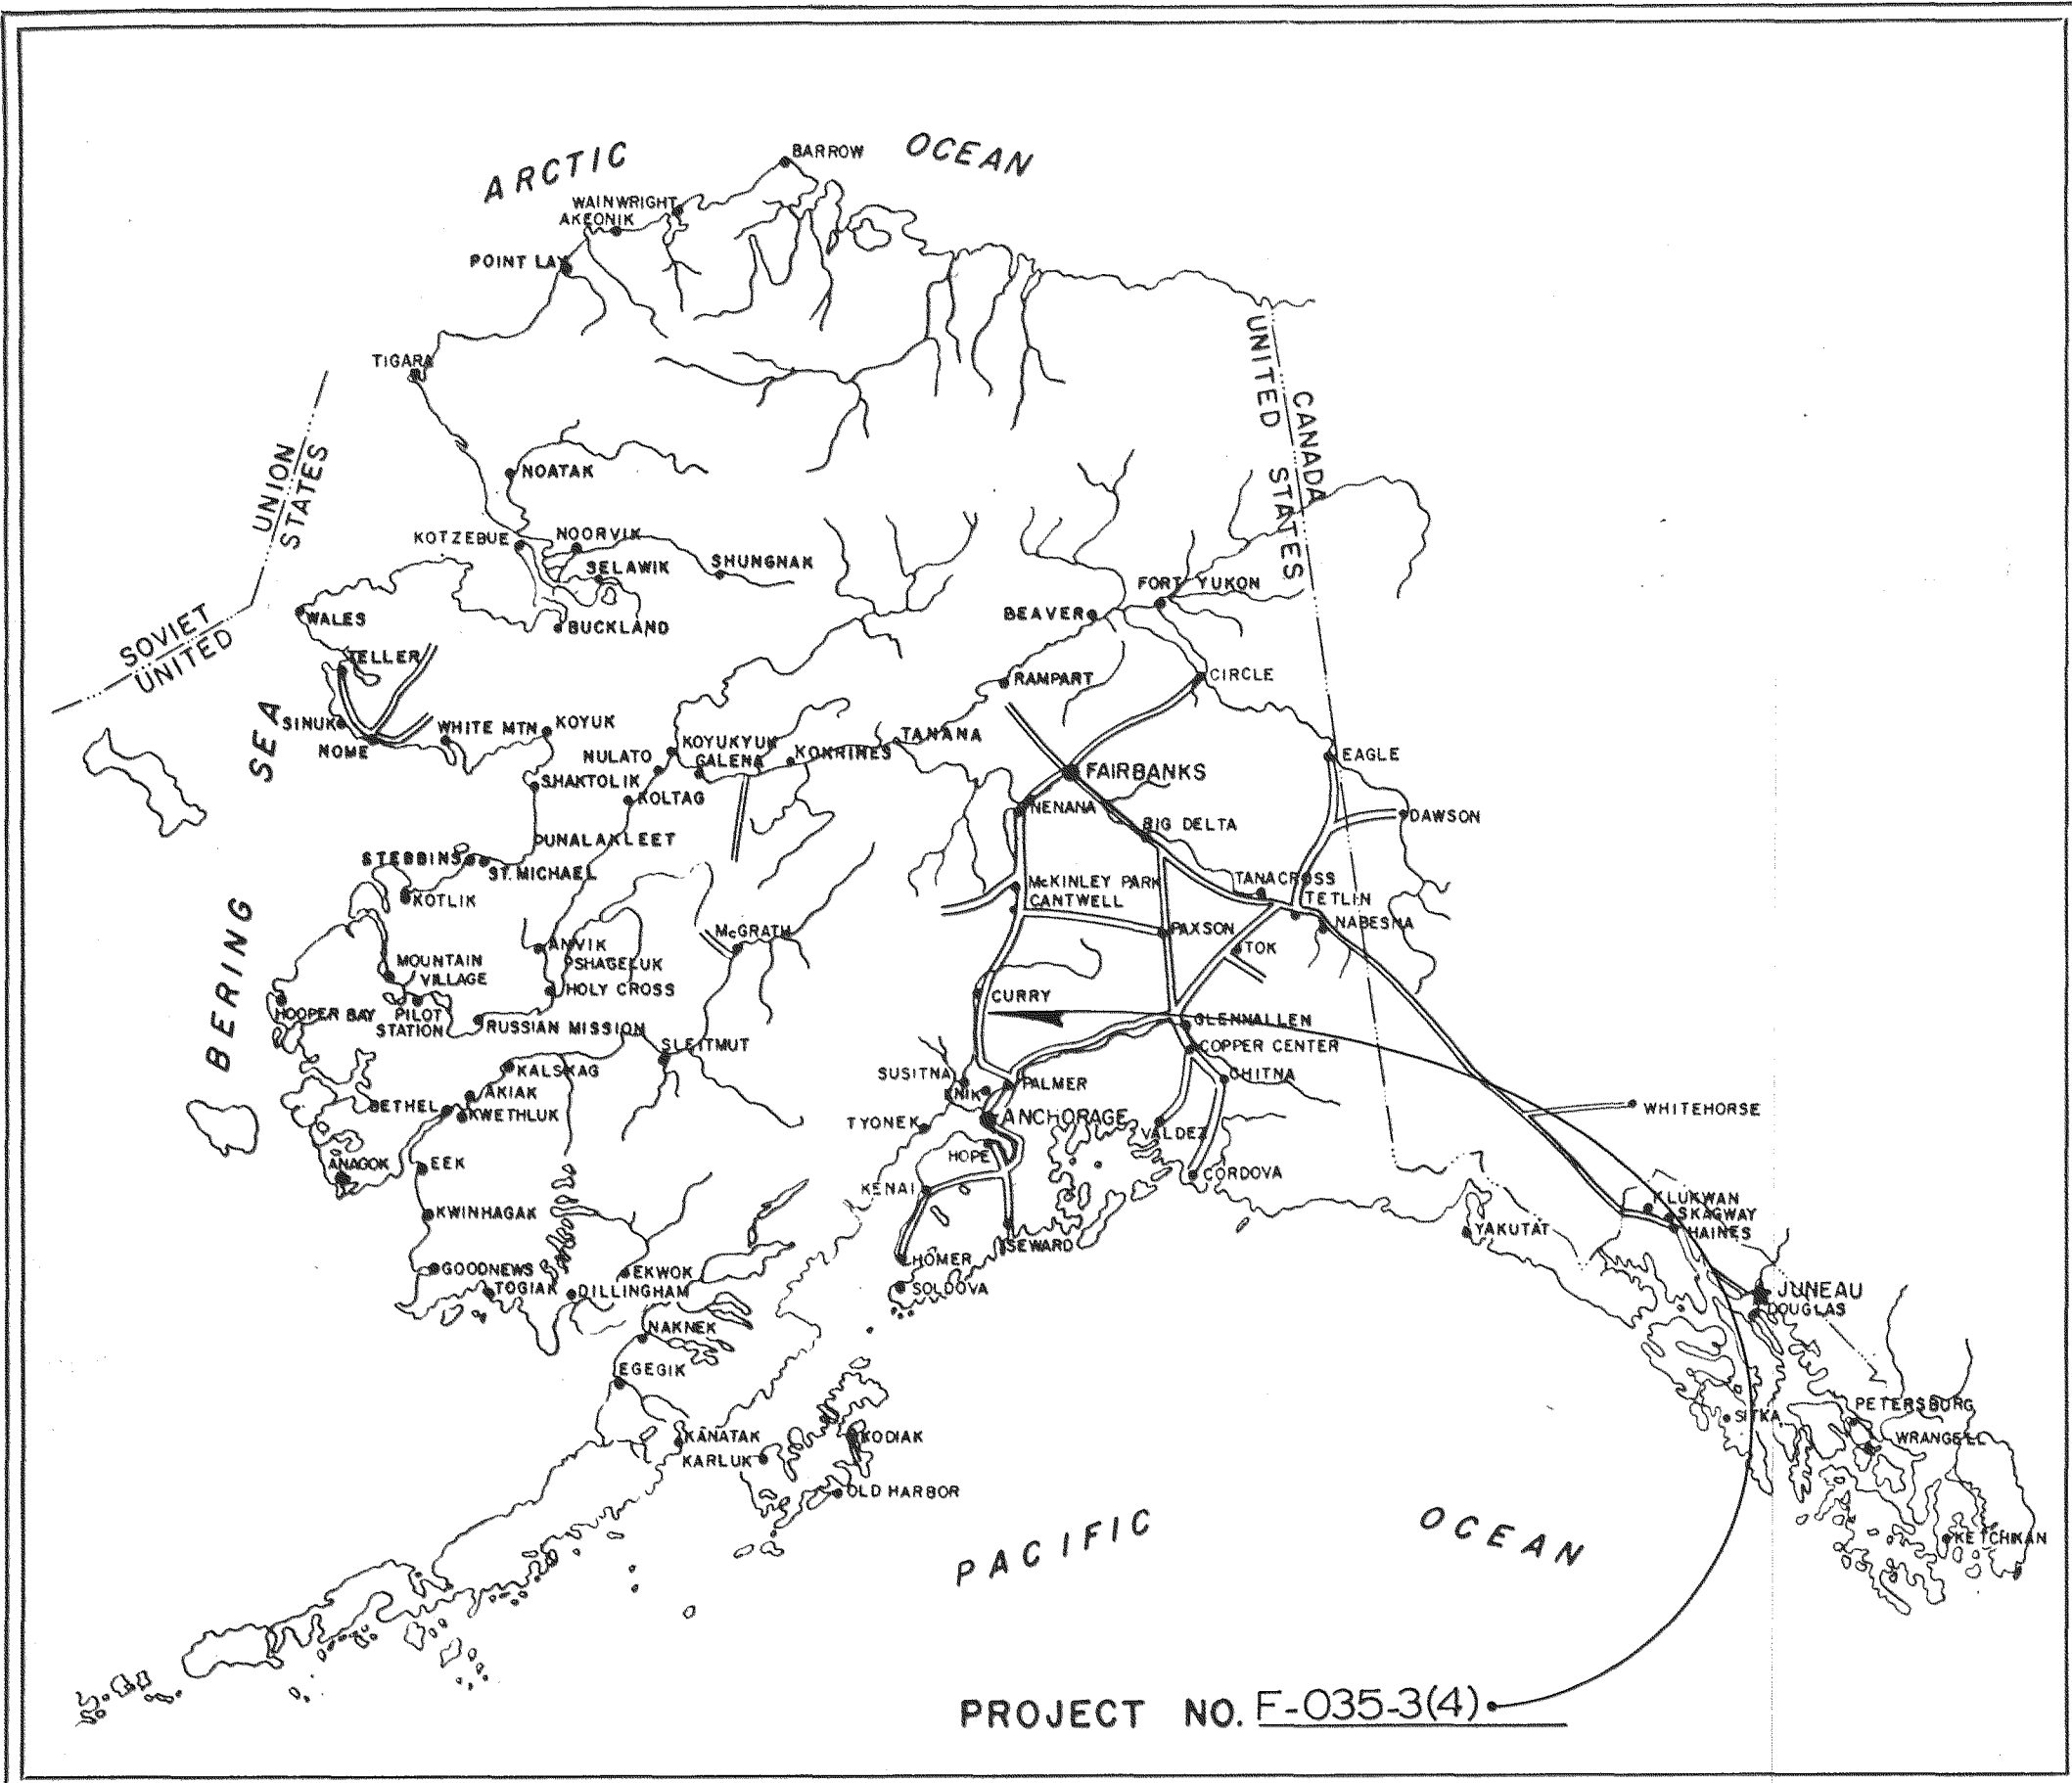 ARCTIC OCEAN
BARROW
WAINWRIGHT
AKEONIK
POINT LAY
TIGARA
UNITED STATES
CANADA
UNION
STATES
NOATAK
KOTZEBUE
NOORVIK
SELAWIK
SHUNGNAK
FORT YUKON
BEAVER
WALES
BUCKLAND
SOVIET
UNITED
TELLER
RAMPART
CIRCLE
SINUK
NOME
WHITE MTN
KOYUK
NULATO
KOYUKYUK
GALENA
KOKRINES
TANANA
BERING SEA
EAGLE
FAIRBANKS
SHAKTOLIK
KOLTAG
NENANA
DAWSON
BIG DELTA
UNALAKLEET
STEBBINS
ST. MICHAEL
KOTLIK
McKINLEY PARK
CANTWELL
TANACROSS
TETLIN
NABESNA
McGRATH
PAXSON
TOK
ANVIK
SHAGELUK
MOUNTAIN
VILLAGE
HOLY CROSS
CURRY
HOOPER BAY
PILOT
STATION
RUSSIAN MISSION
GLENNALLEN
SLEITMUT
COPPER CENTER
KALSKAG
SUSITNA
KNIK
PALMER
CHITNA
AKIAK
BETHEL
KWETHLUK
TYONEK
ANCHORAGE
VALDEZ
WHITEHORSE
ANAGOK
EEK
HOPE
KENAI
CORDOVA
KLUKWAN
SKAGWAY
HAINES
KWINHAGAK
YAKUTAT
SEWARD
HOMER
GOODNEWS
EKWOK
TOGIAK
DILLINGHAM
SOLDOVA
JUNEAU
DOUGLAS
NAKNEK
EGEGIK
SITKA
PETERSBURG
WRANGELL
KANATAK
KODIAK
KARLUK
OLD HARBOR
PACIFIC OCEAN
KETCHIKAN
PROJECT NO. F-035-3(4)